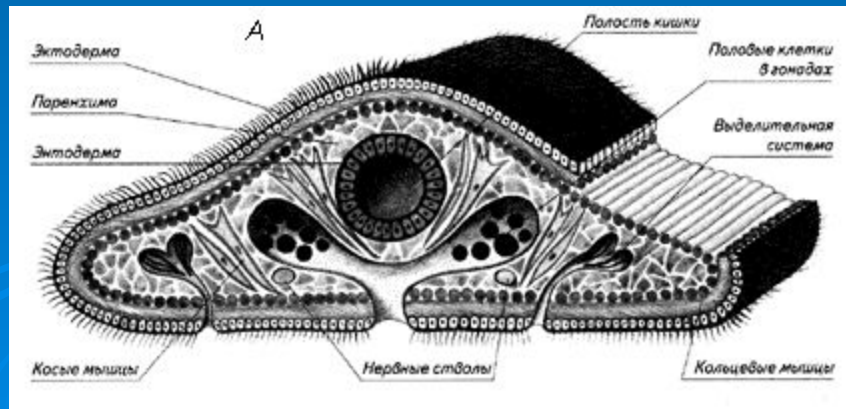 А
Эктодерма
Паренхима
Энтодерма
Полость кишки
Половые клетки
в гонадах
Выделительная
система
Косые мышцы
Нервные стволы
Кольцевые мышцы